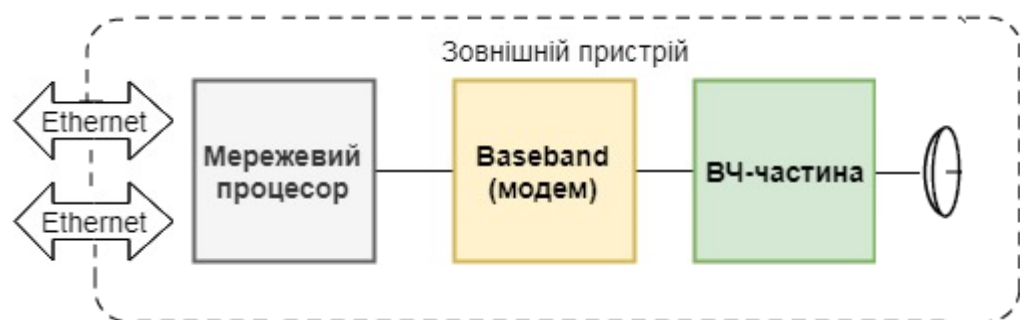 Зовнішній пристрій
Ethernet
Ethernet
Мережевий
процесор
Baseband
(модем)
ВЧ-частина